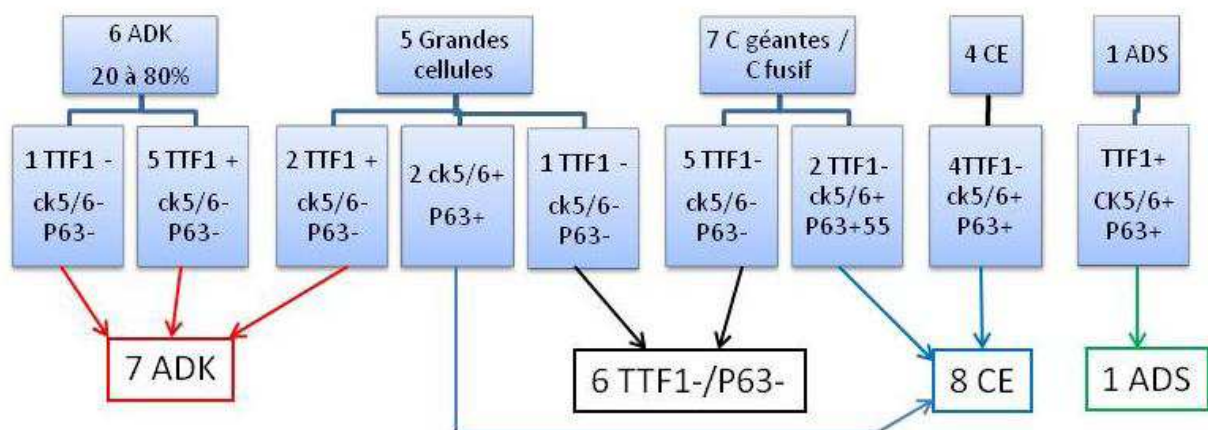 6 ADK
20 à 80%
5 Grandes
cellules
7 C géantes /
C fusif
4 CE
1 ADS
1 TTF1 -
ck5/6-
P63-
5 TTF1 +
ck5/6-
P63-
2 TTF1 +
ck5/6-
P63-
2 ck5/6+
P63+
1 TTF1 -
ck5/6-
P63-
5 TTF1-
ck5/6-
P63-
2 TTF1-
ck5/6+
P63+55
4TTF1-
ck5/6+
P63+
TTF1+
CK5/6+
P63+
7 ADK
6 TTF1-/P63-
8 CE
1 ADS